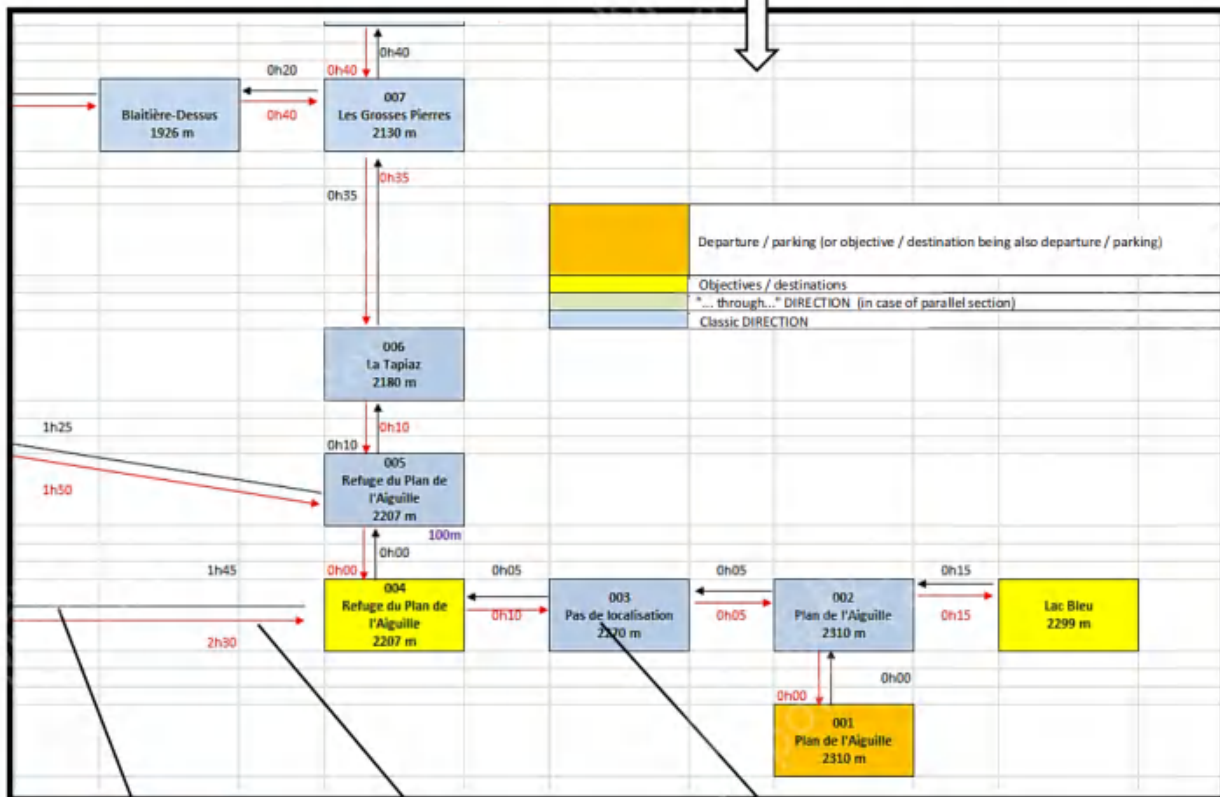 0h40
0h20
0h40
Blaitière-Dessus
1926 m
0h40
007
Les Grosses Pierres
2130 m
0h35
0h35
Departure / parking (or objective / destination being also departure / parking)
Objectives / destinations
"... through..." DIRECTION (in case of parallel section)
Classic DIRECTION
006
La Tapiaz
2180 m
1h25
0h10
0h10
1h50
005
Refuge du Plan de
l'Aiguille
2207 m
100m
0h00
1h45
0h00
0h05
0h05
0h15
004
Refuge du Plan de
l'Aiguille
2207 m
2h30
0h10
003
Pas de localisation
2270 m
0h05
002
Plan de l'Aiguille
2310 m
0h15
Lac Bleu
2299 m
0h00
0h00
001
Plan de l'Aiguille
2310 m